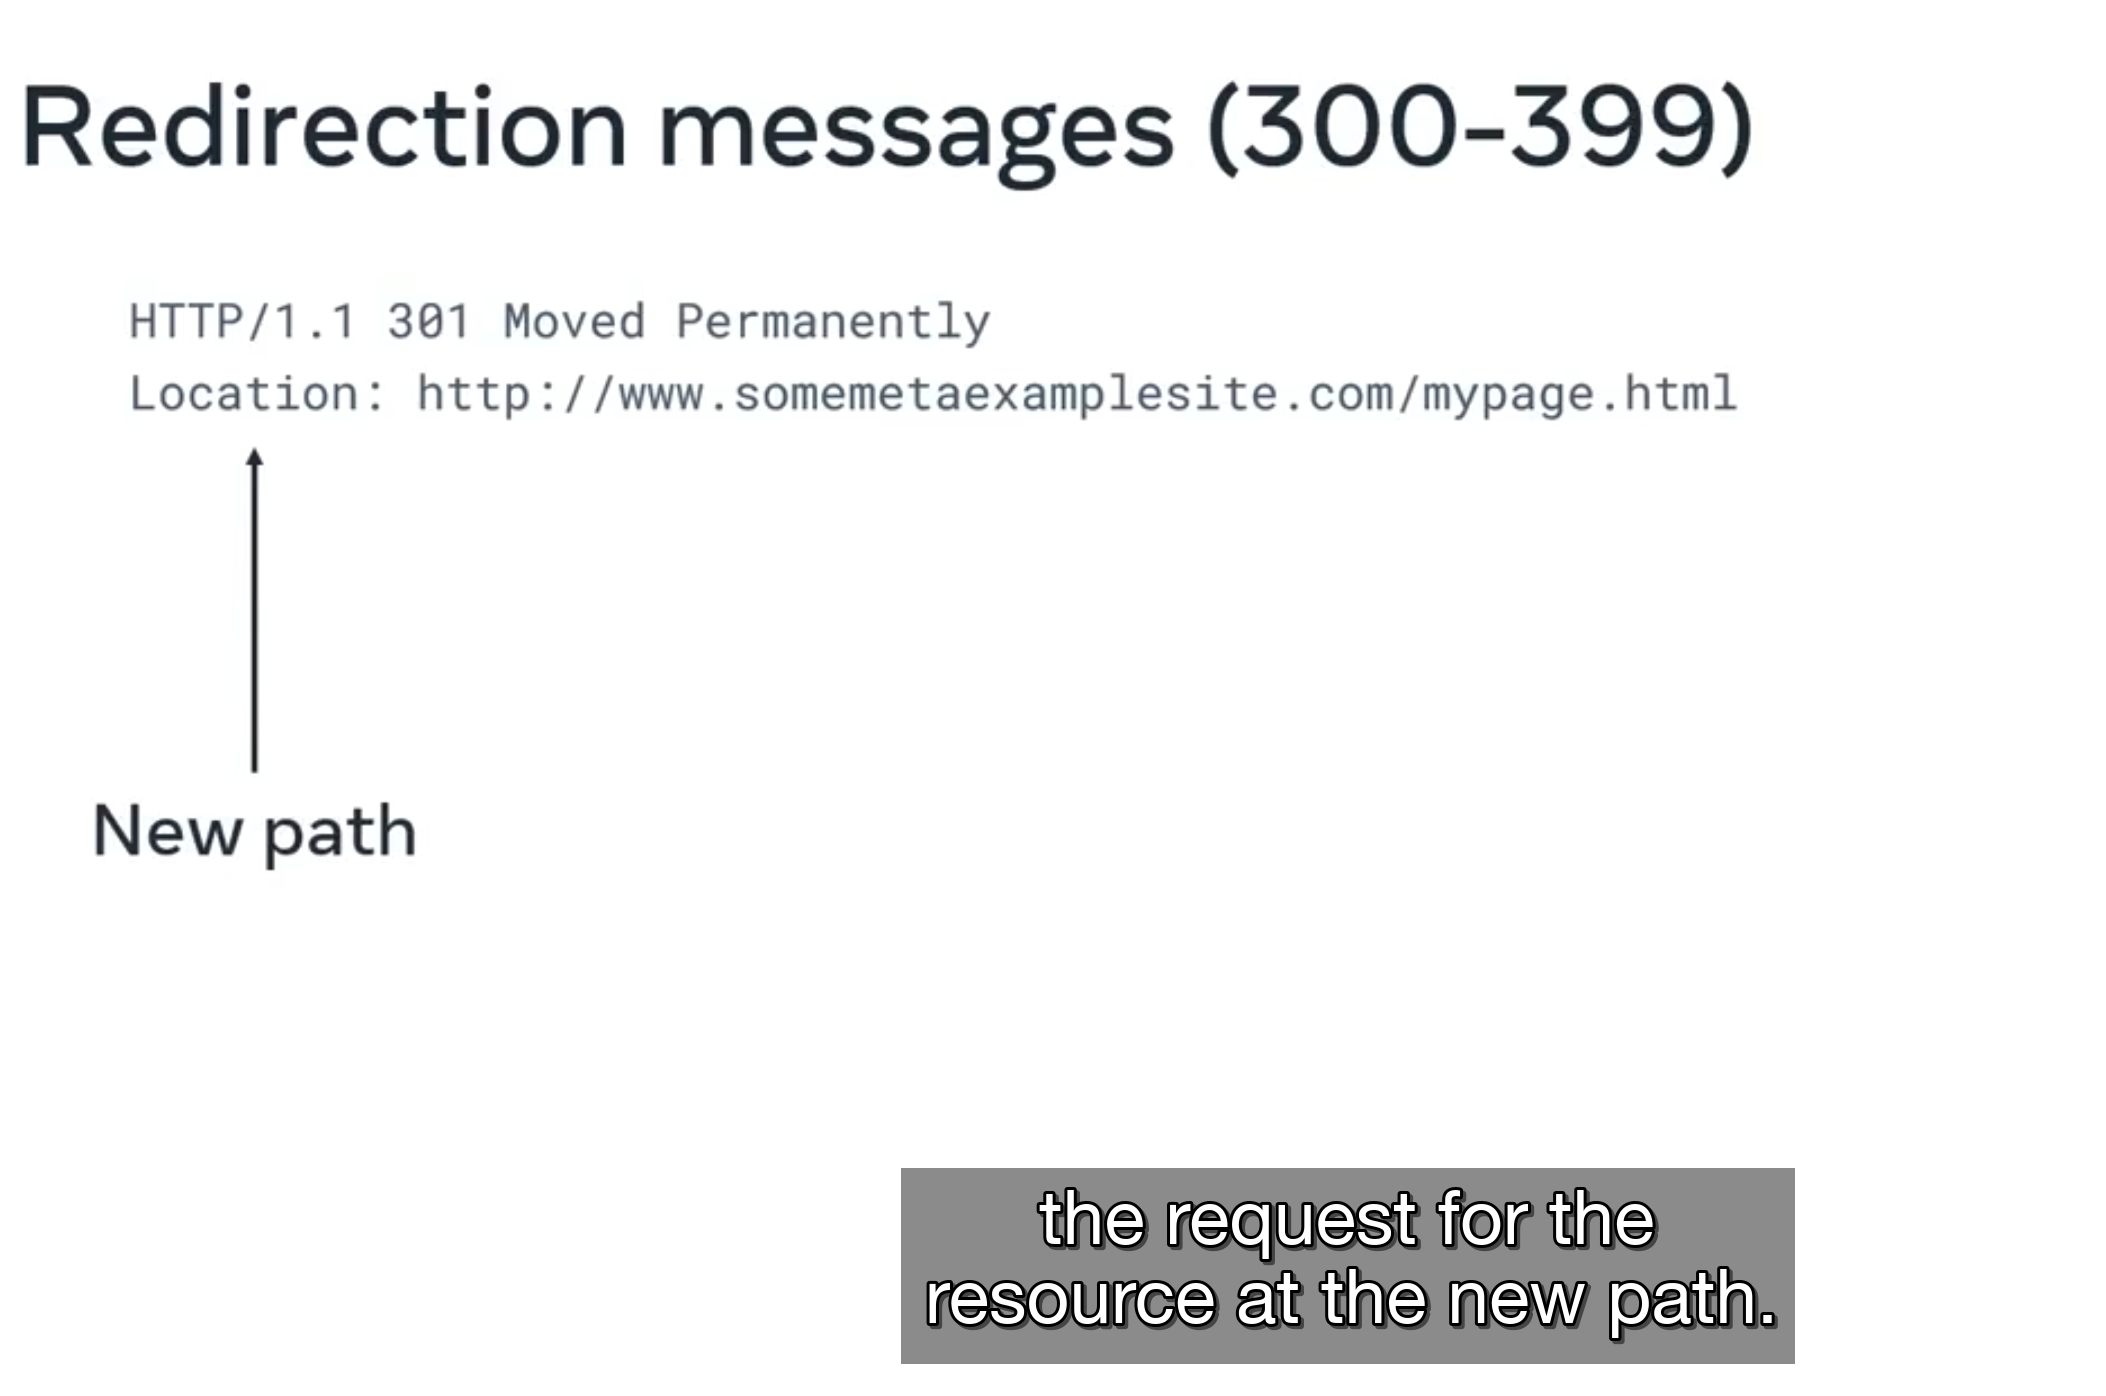 Redirection messages (300-399)
HTTP/1.1 301 Moved Permanently
Location: http://www.somemetaexamplesite.com/mypage.html
New path
the request for the
resource at the new path.